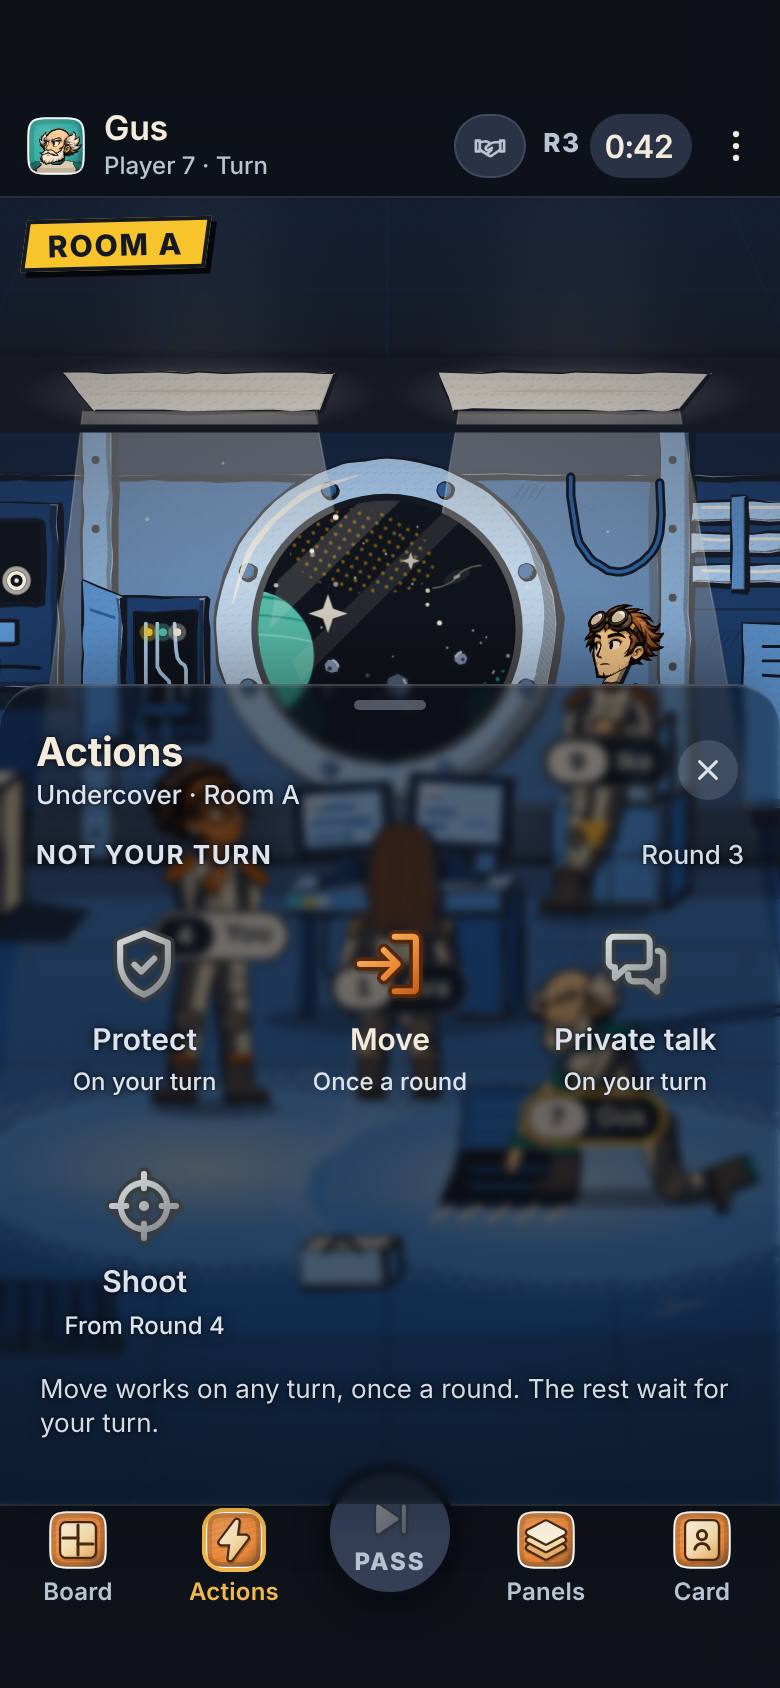 Gus
Player 7 · Turn
R3
0:42
ROOM A
Actions
Undercover · Room A
NOT YOUR TURN
Round 3
Protect
On your turn
Move
Once a round
Private talk
On your turn
Shoot
From Round 4
Move works on any turn, once a round. The rest wait for
your turn.
Board
Actions
PASS
Panels
Card